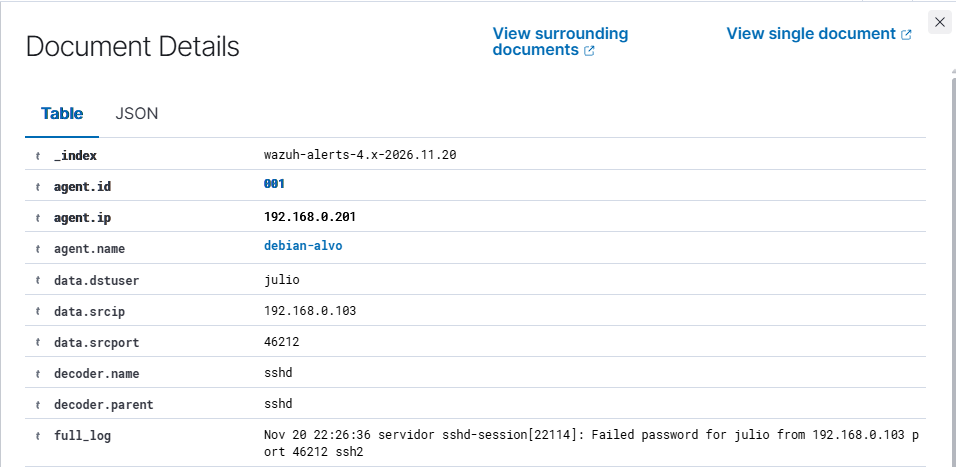 Document Details
View surrounding
documents
View single document
Table
JSON
t _index wazuh-alerts-4.x-2026.11.20
t agent.id 001
t agent.ip 192.168.0.201
t agent.name debian-alvo
t data.dstuser julio
t data.srcip 192.168.0.103
t data.srcport 46212
t decoder.name sshd
t decoder.parent sshd
t full_log Nov 20 22:26:36 servidor sshd-session[22114]: Failed password for julio from 192.168.0.103 p
ort 46212 ssh2